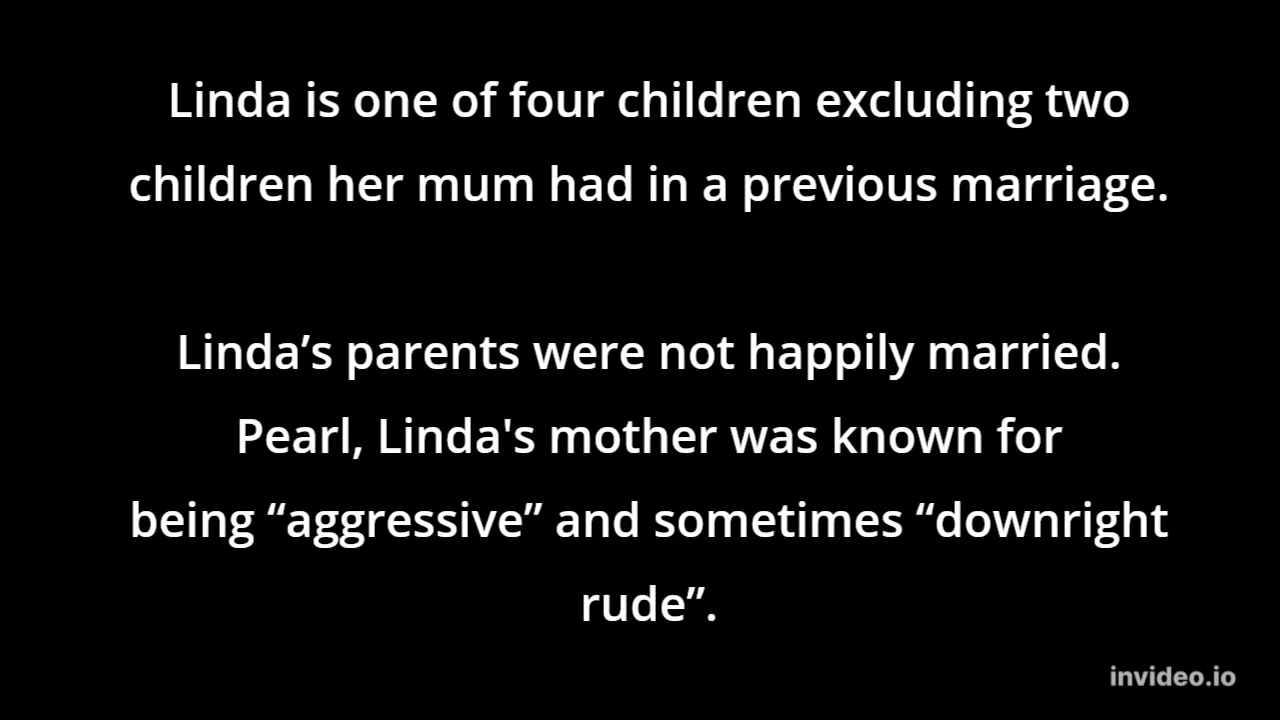 Linda is one of four children excluding two
children her mum had in a previous marriage.
Linda’s parents were not happily married.
Pearl, Linda's mother was known for
being “aggressive” and sometimes “downright
rude”.
invideo.io